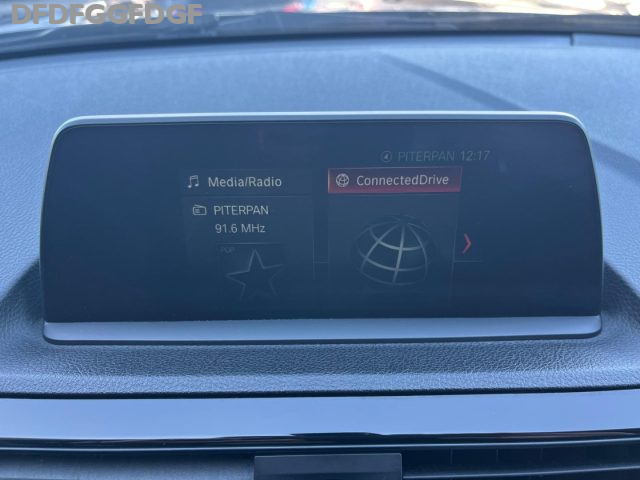 DFDFGGFDGF
PITERPAN 12:17
Media/Radio
ConnectedDrive
PITERPAN
91.6 MHz
POP